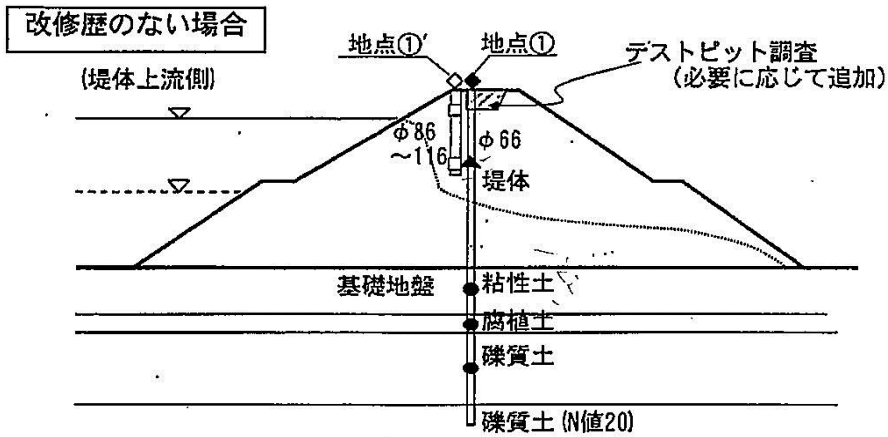 改修歴のない場合
地点①′ 地点①
デストピット調査
(必要に応じて追加)
(堤体上流側)
φ86
～116
φ66
堤体
基礎地盤
粘性土
腐植土
礫質土
礫質土(N値20)